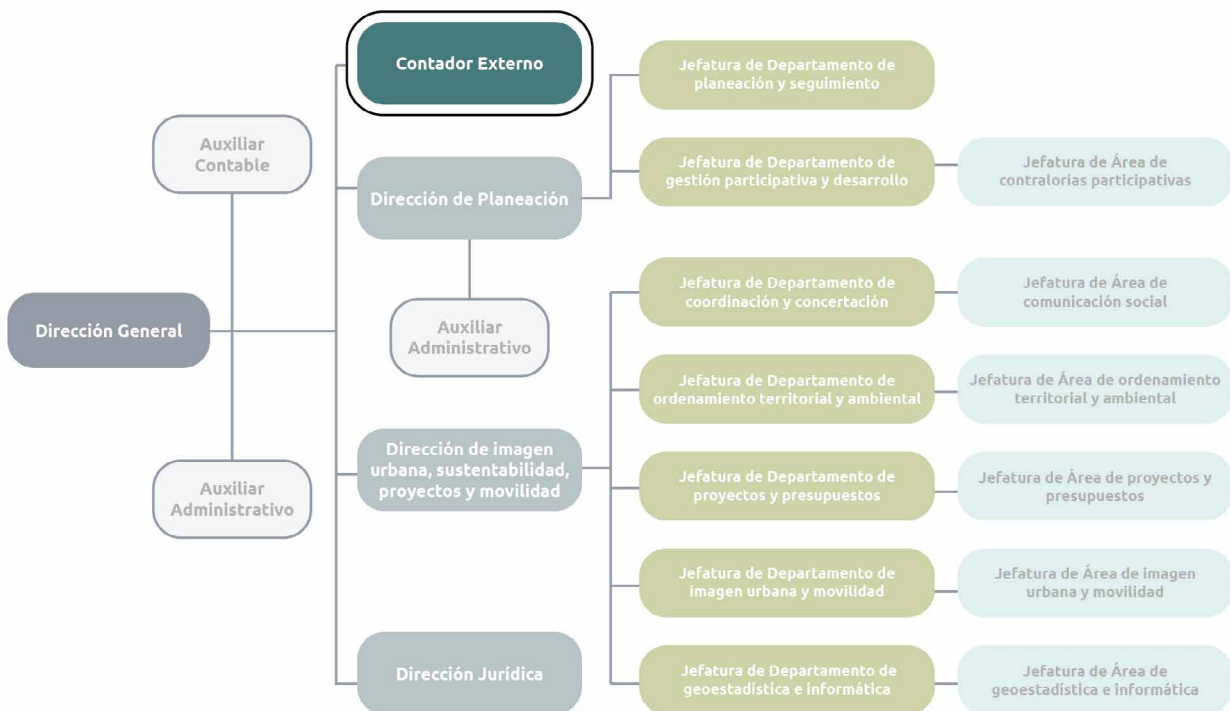 Contador Externo
Jefatura de Departamento de
planeación y seguimiento
Auxiliar
Contable
Dirección de Planeación
Jefatura de Departamento de
gestión participativa y desarrollo
Jefatura de Área de
contralorías participativas
Jefatura de Departamento de
coordinación y concertación
Jefatura de Área de
comunicación social
Dirección General
Auxiliar
Administrativo
Jefatura de Departamento de
ordenamiento territorial y ambiental
Jefatura de Área de ordenamiento
territorial y ambiental
Dirección de imagen
urbana, sustentabilidad,
proyectos y movilidad
Auxiliar
Administrativo
Jefatura de Departamento de
proyectos y presupuestos
Jefatura de Área de proyectos y
presupuestos
Jefatura de Departamento de
imagen urbana y movilidad
Jefatura de Área de imagen
urbana y movilidad
Dirección Jurídica
Jefatura de Departamento de
geoestadística e informática
Jefatura de Área de
geoestadística e informática